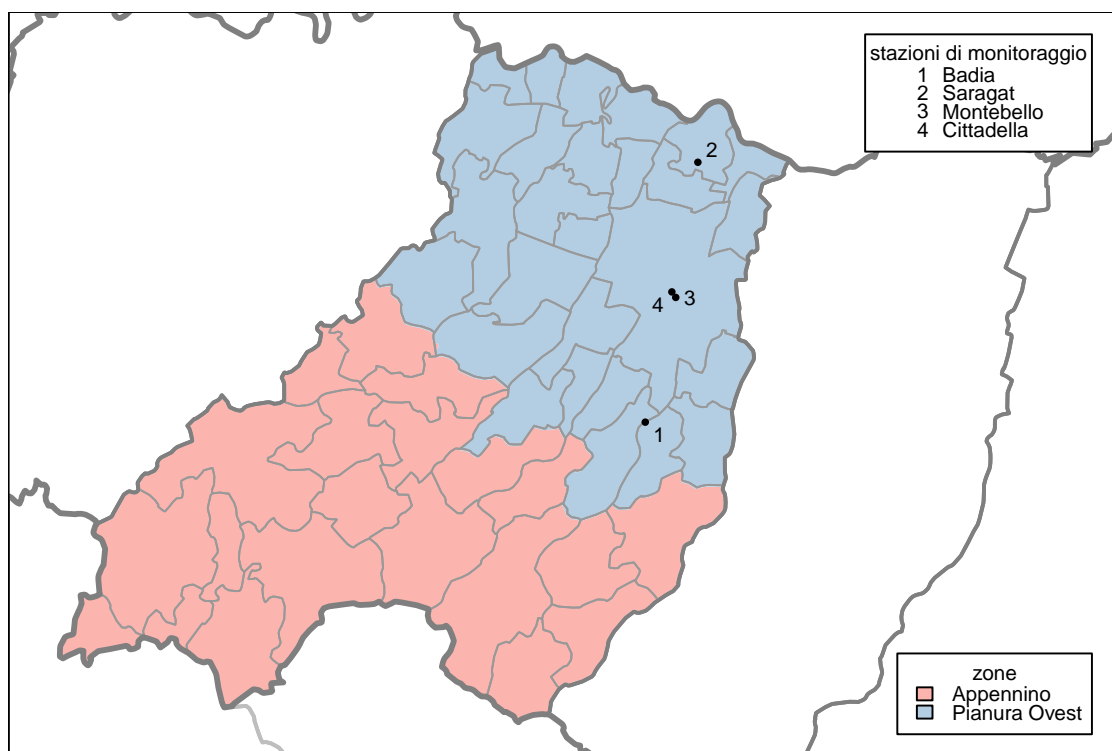 stazioni di monitoraggio
1 Badia
2 Saragat
3 Montebello
4 Cittadella
2
4 3
1
zone
Appennino
Pianura Ovest